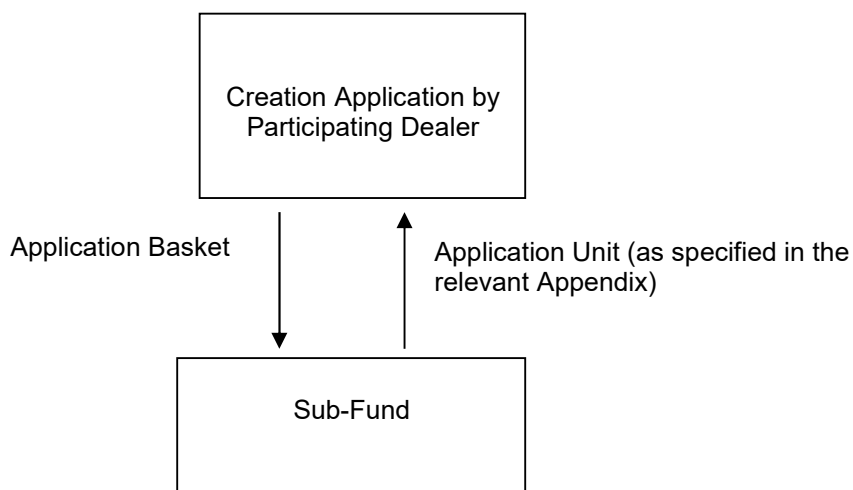 Creation Application by
Participating Dealer
Application Basket
Application Unit (as specified in the
relevant Appendix)
Sub-Fund